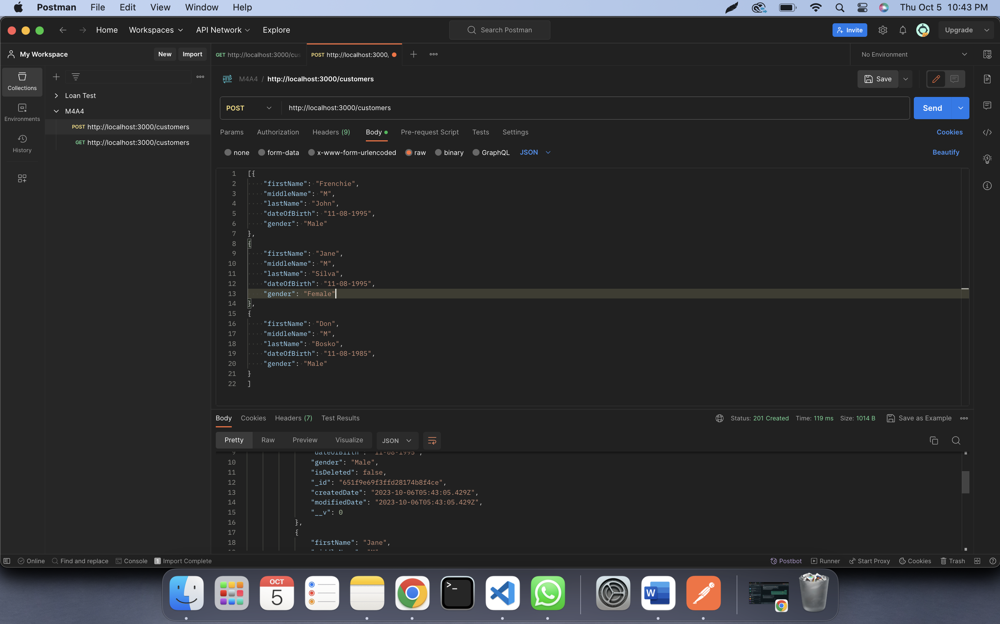 Postman File Edit View Window Help Thu Oct 5 10:43 PM
Home Workspaces API Network Explore Search Postman Invite Upgrade
My Workspace New Import GET http://localhost:3000/cus POST http://localhost:3000, No Environment
Collections
Environments
History
Loan Test
M4A4
POST http://localhost:3000/customers
GET http://localhost:3000/customers
HTTP M4A4 / http://localhost:3000/customers Save
POST http://localhost:3000/customers Send
Params Authorization Headers (9) Body Pre-request Script Tests Settings Cookies
none form-data x-www-form-urlencoded raw binary GraphQL JSON Beautify
1 [{
2 "firstName": "Frenchie",
3 "middleName": "M",
4 "lastName": "John",
5 "dateOfBirth": "11-08-1995",
6 "gender": "Male"
7 },
8 {
9 "firstName": "Jane",
10 "middleName": "M",
11 "lastName": "Silva",
12 "dateOfBirth": "11-08-1995",
13 "gender": "Female"
14 },
15 {
16 "firstName": "Don",
17 "middleName": "M",
18 "lastName": "Bosko",
19 "dateOfBirth": "11-08-1985",
20 "gender": "Male"
21 }
22 ]
Body Cookies Headers (7) Test Results Status: 201 Created Time: 119 ms Size: 1014 B Save as Example
Pretty Raw Preview Visualize JSON
9 "dateOfBirth": "11-08-1995",
10 "gender": "Male",
11 "isDeleted": false,
12 "_id": "651f9e69f3ffd28174b8f4ce",
13 "createdDate": "2023-10-06T05:43:05.429Z",
14 "modifiedDate": "2023-10-06T05:43:05.429Z",
15 "__v": 0
16 },
17 {
18 "firstName": "Jane",
Online Find and replace Console 1 Import Complete Postbot Runner Start Proxy Cookies Trash
OCT
5
>_
W